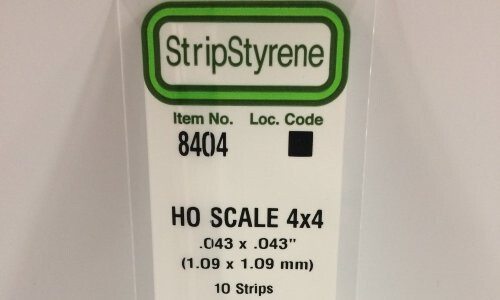 StripStyrene
Item No. Loc. Code
8404
HO SCALE 4x4
.043 x .043"
(1.09 x 1.09 mm)
10 Strips